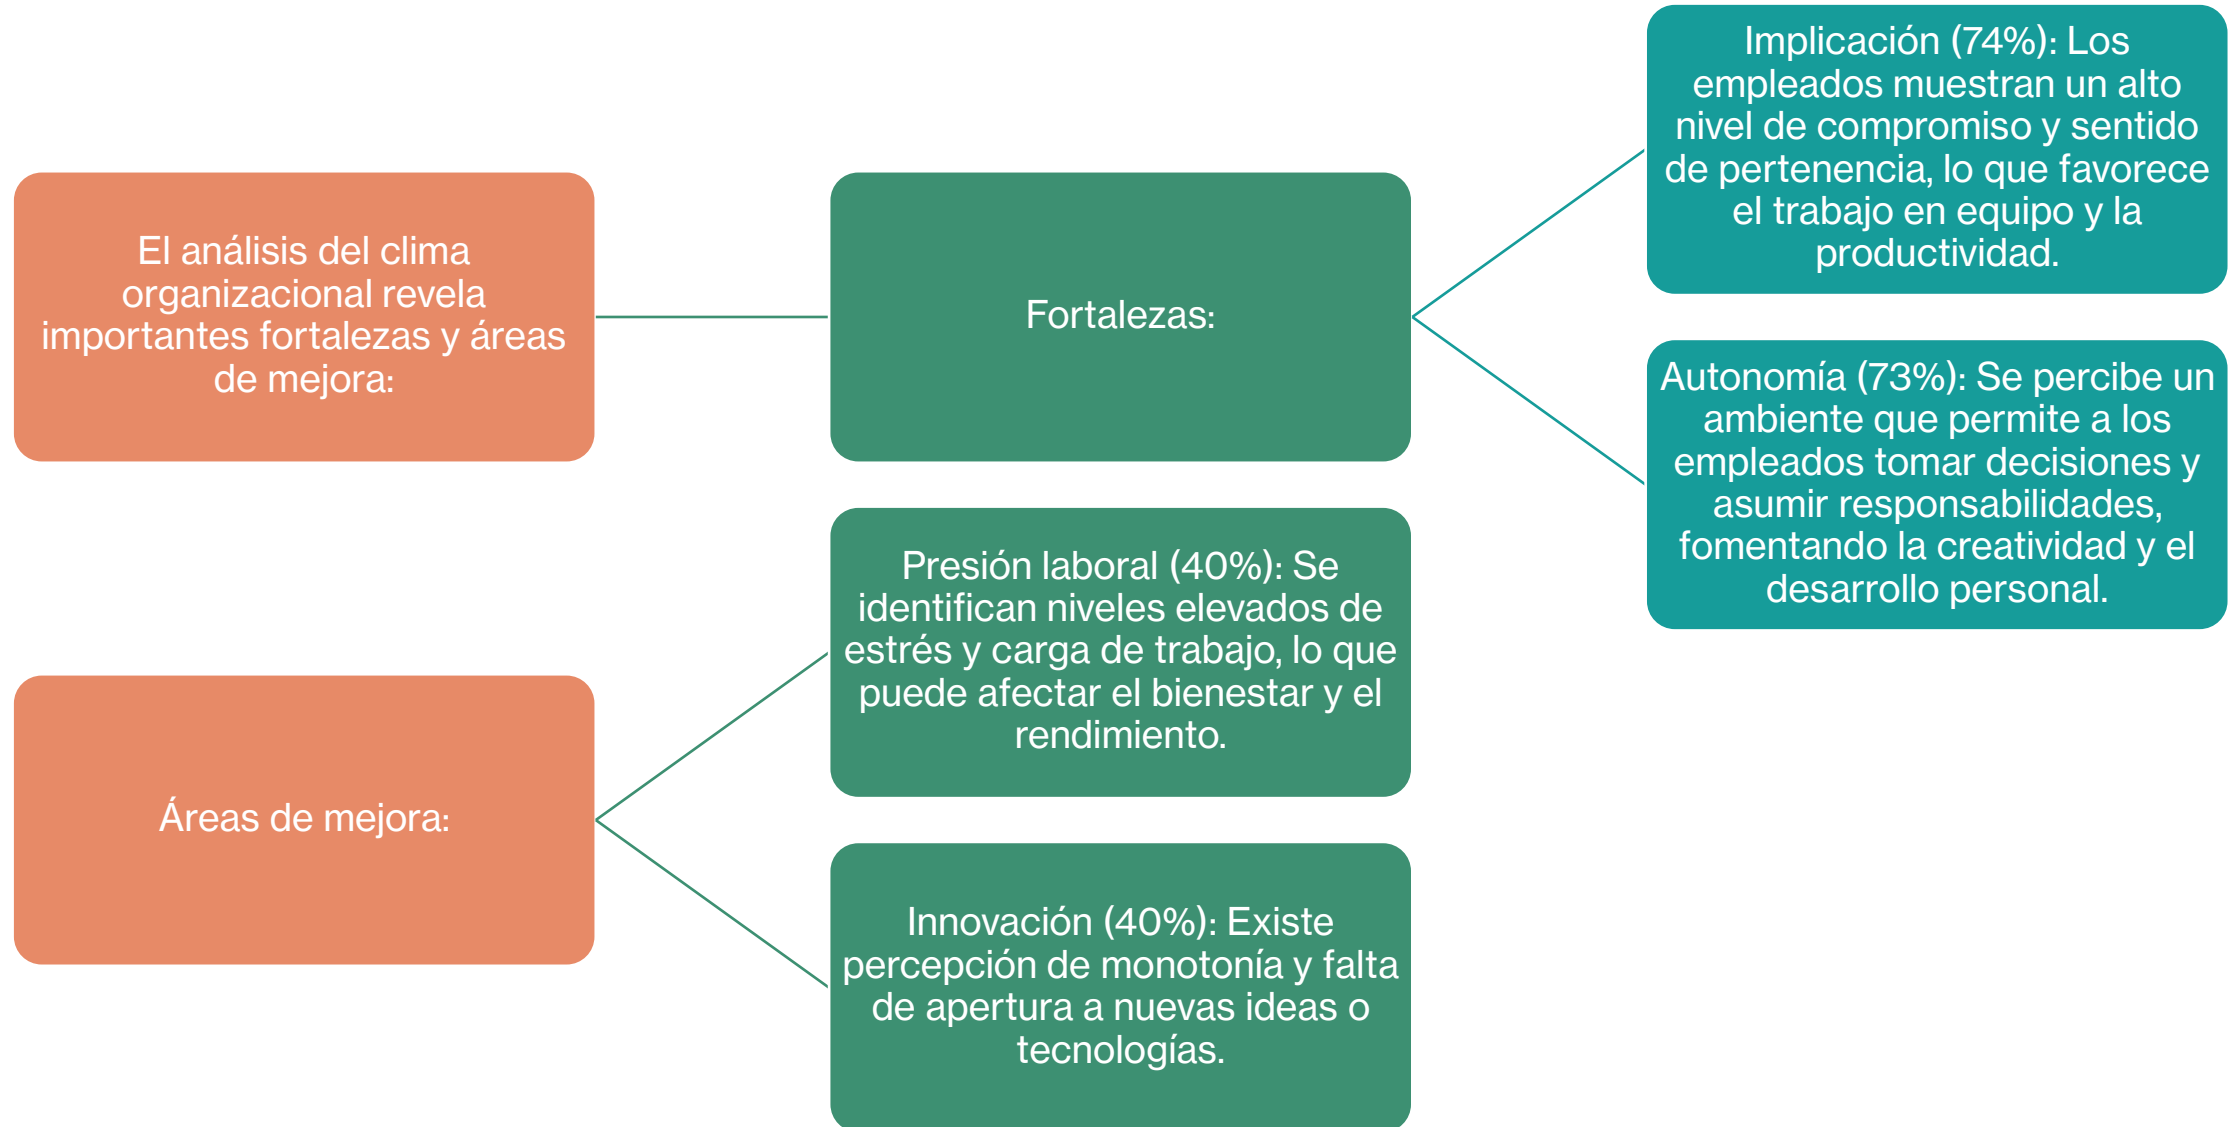 El análisis del clima
organizacional revela
importantes fortalezas y áreas
de mejora:
Fortalezas:
Implicación (74%): Los
empleados muestran un alto
nivel de compromiso y sentido
de pertenencia, lo que favorece
el trabajo en equipo y la
productividad.
Autonomía (73%): Se percibe un
ambiente que permite a los
empleados tomar decisiones y
asumir responsabilidades,
fomentando la creatividad y el
desarrollo personal.
Áreas de mejora:
Presión laboral (40%): Se
identifican niveles elevados de
estrés y carga de trabajo, lo que
puede afectar el bienestar y el
rendimiento.
Innovación (40%): Existe
percepción de monotonía y falta
de apertura a nuevas ideas o
tecnologías.